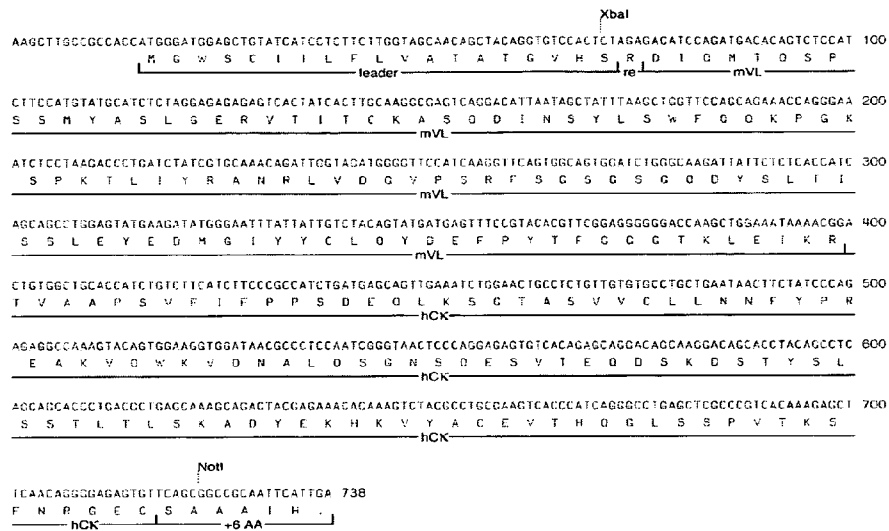 XbaI
AAGCTTGCCGCCACCATGGGATGGAGCTGTATCATCCTCTTCTTGGTAGCAACAGCTACAGGTGTCCACTCTAGAGACATCCAGATGACACAGTCTCCAT 100
M G W S C I I L F L V A T A T G V H S R D I Q M T Q S P
leader re mVL
CTTCCATGTATGCATCTCTAGGAGAGAGAGTCACTATCACTTGCAAGGCGAGTCAGGACATTAATAGCTATTTAAGCTGGTTCCAGCAGAAACCAGGGAA 200
S S M Y A S L G E R V T I T C K A S Q D I N S Y L S W F Q Q K P G K
mVL
ATCTCCTAAGACCCTGATCTATCGTGCAAACAGATTGGTAGATGGGGTTCCATCAAGGTTCAGTGGCAGTGGATCTGGGCAAGATTATTCTCTCACCATC 300
S P K T L I Y R A N R L V D G V P S R F S G S G S G Q D Y S L T I
mVL
AGCAGCCTGGAGTATGAAGATATGGGAATTTATTATTGTCTACAGTATGATGAGTTTCCGTACACGTTCGGAGGGGGGACCAAGCTGGAAATAAAACGGA 400
S S L E Y E D M G I Y Y C L Q Y D E F P Y T F G G G T K L E I K R
mVL
CTGTGGCTGCACCATCTGTCTTCATCTTCCCGCCATCTGATGAGCAGTTGAAATCTGGAACTGCCTCTGTTGTGTGCCTGCTGAATAACTTCTATCCCAG 500
T V A A P S V F I F P P S D E Q L K S G T A S V V C L L N N F Y P R
hCK
AGAGGCCAAAGTACAGTGGAAGGTGGATAACGCCCTCCAATCGGGTAACTCCCAGGAGAGTGTCACAGAGCAGGACAGCAAGGACAGCACCTACAGCCTC 600
E A K V Q W K V D N A L Q S G N S Q E S V T E Q D S K D S T Y S L
hCK
AGCAGCACCCTGACGCTGAGCAAAGCAGACTACGAGAAACACAAAGTCTACGCCTGCGAAGTCACCCATCAGGGCCTGAGCTCGCCCGTCACAAAGAGCT 700
S S T L T L S K A D Y E K H K V Y A C E V T H Q G L S S P V T K S
hCK
NotI
TCAACAGGGGAGAGTGTTCAGCGGCCGCAATTCATTGA 738
F N R G E C S A A A I H .
hCK +6 AA